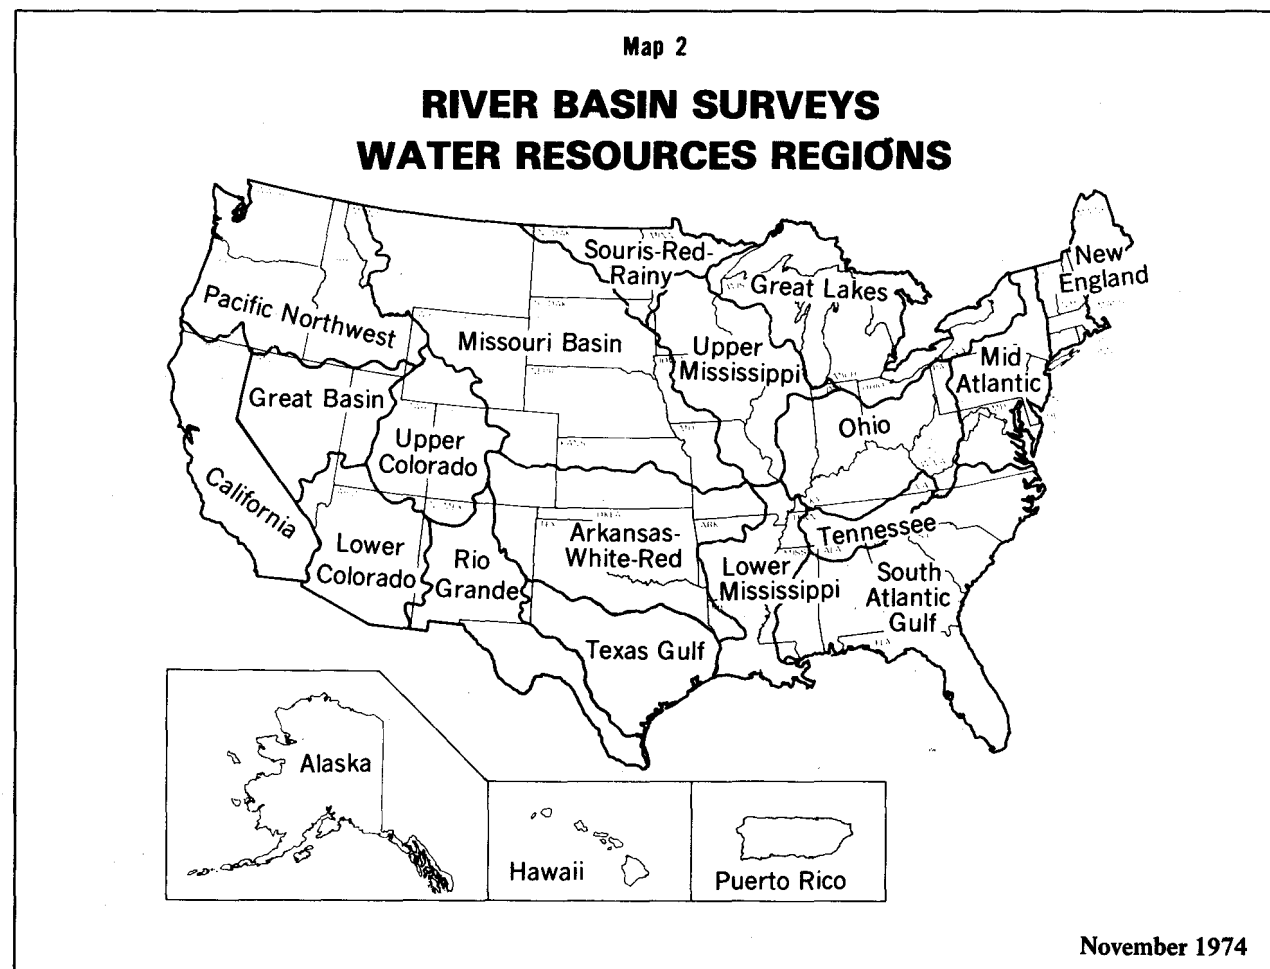 Map 2
RIVER BASIN SURVEYS
WATER RESOURCES REGIONS
Souris-Red-
Rainy
New
England
Great Lakes
Pacific Northwest
Missouri Basin
Upper
Mississippi
Mid
Atlantic
Great Basin
Ohio
Upper
Colorado
California
Arkansas-
White-Red
Tennessee
Lower
Colorado
Rio
Grande
Lower
Mississippi
South
Atlantic
Gulf
Texas Gulf
Alaska
Hawaii
Puerto Rico
November 1974